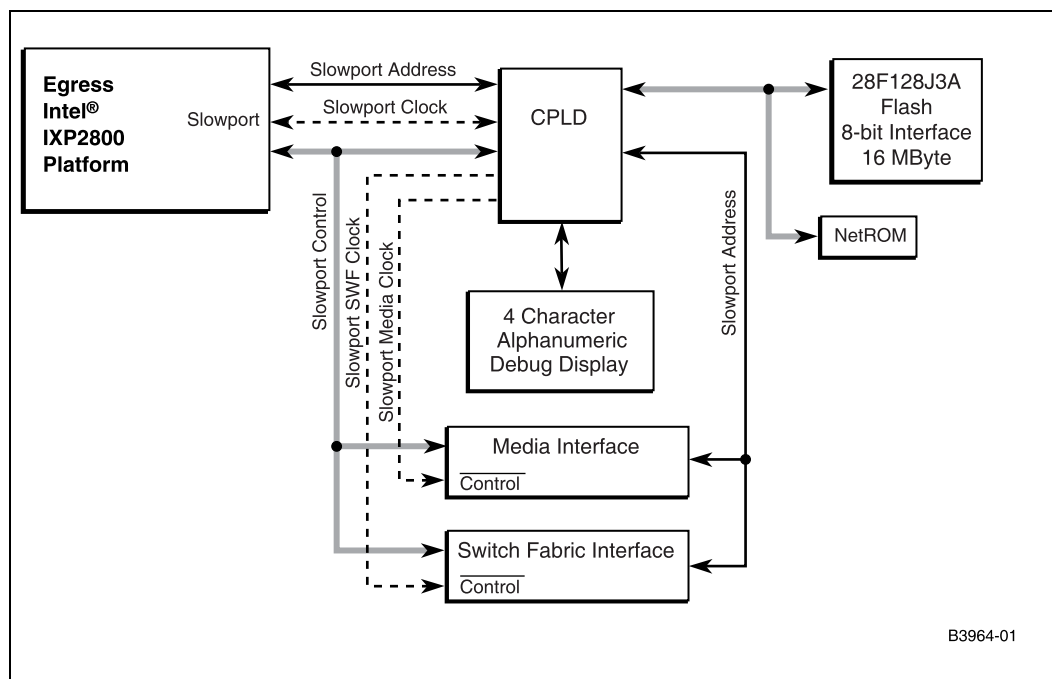 Egress
Intel®
IXP2800
Platform
Slowport
Slowport Address
Slowport Clock
CPLD
28F128J3A
Flash
8-bit Interface
16 MByte
NetROM
Slowport Control
Slowport SWF Clock
Slowport Media Clock
Slowport Address
4 Character
Alphanumeric
Debug Display
Media Interface
Control
Switch Fabric Interface
Control
B3964-01